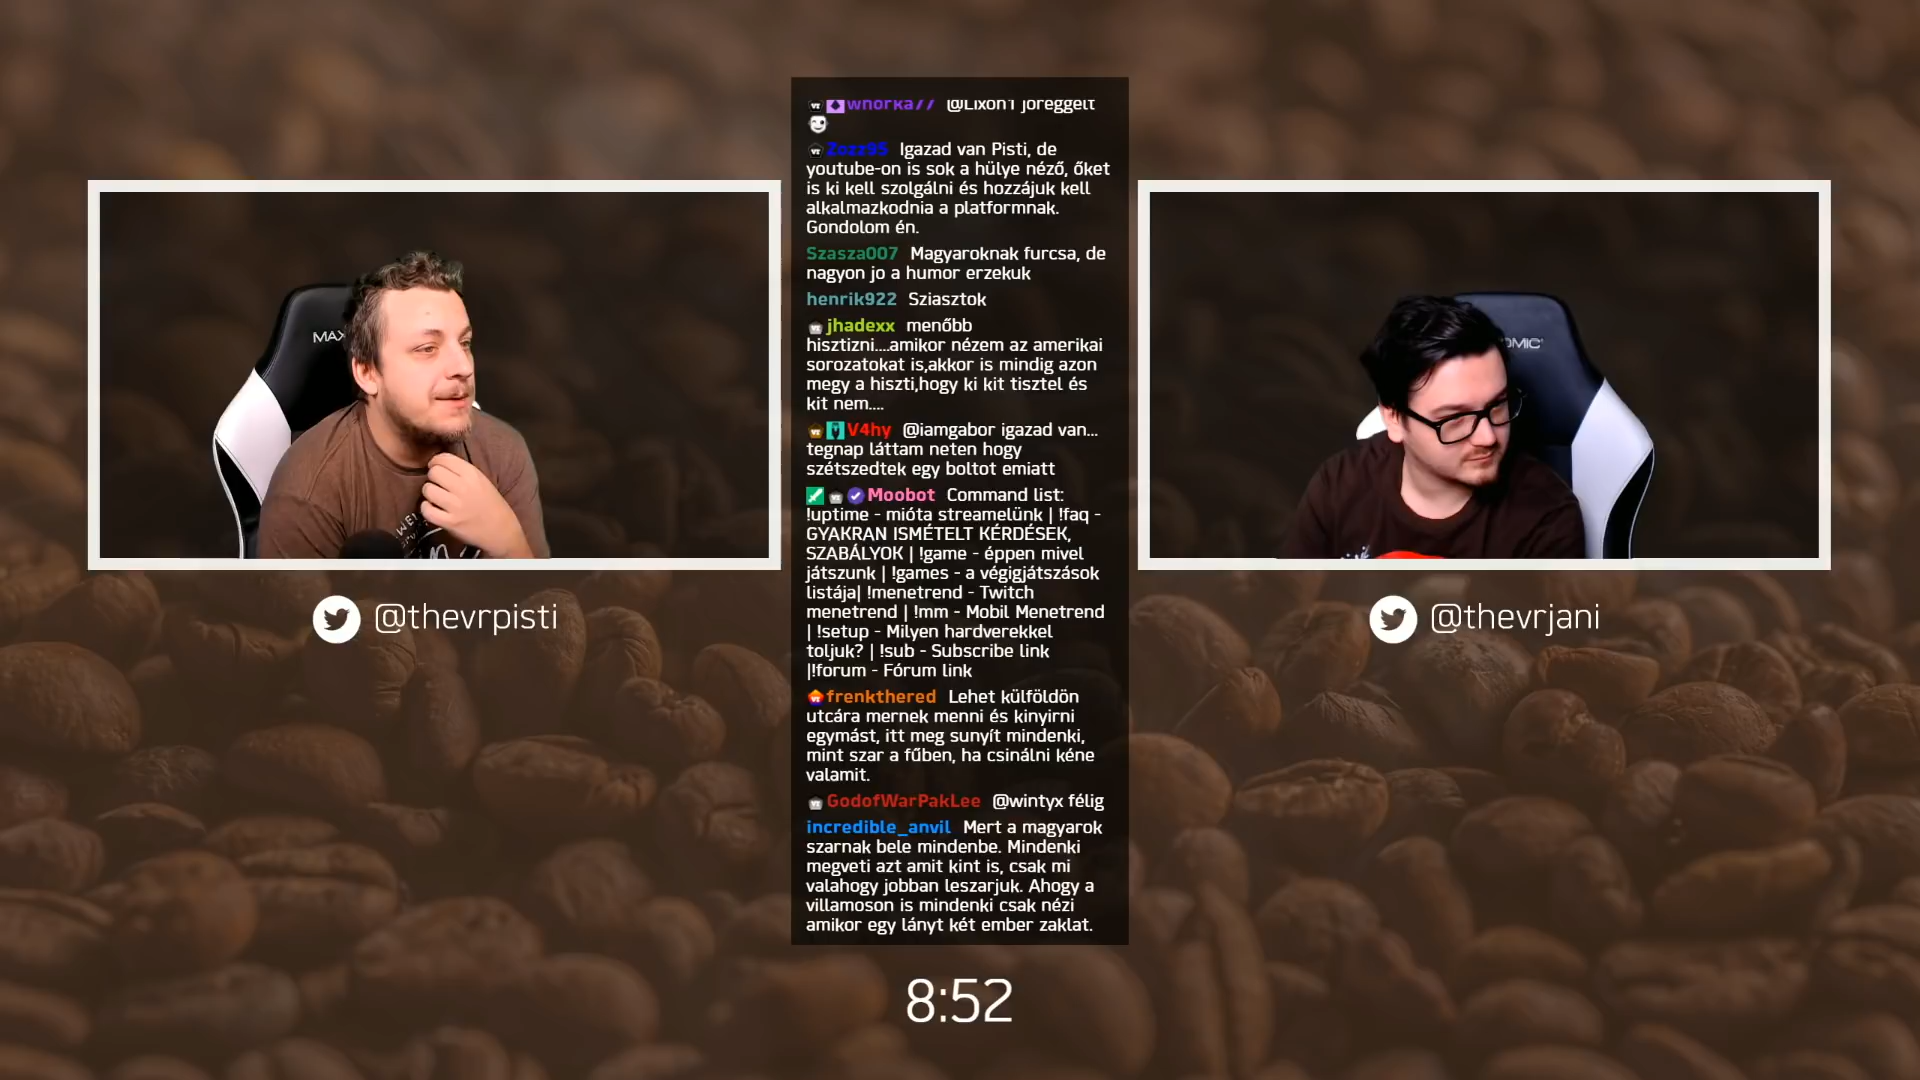 wnorka77 @Lixon1 jóreggelt
Zozz95 Igazad van Pisti, de
youtube-on is sok a hülye néző, őket
is ki kell szolgálni és hozzájuk kell
alkalmazkodnia a platformnak.
Gondolom én.
Szasza007 Magyaroknak furcsa, de
nagyon jo a humor erzekuk
henrik922 Sziasztok
jhadexx menőbb
hisztizni....amikor nézem az amerikai
sorozatokat is,akkor is mindig azon
megy a hiszti,hogy ki kit tisztel és
kit nem....
V4hy @iamgabor igazad van...
tegnap láttam neten hogy
szétszedtek egy boltot emiatt
Moobot Command list:
!uptime - mióta streamelünk | !faq -
GYAKRAN ISMÉTELT KÉRDÉSEK,
SZABÁLYOK | !game - éppen mivel
játszunk | !games - a végigjátszások
listája| !menetrend - Twitch
menetrend | !mm - Mobil Menetrend
| !setup - Milyen hardverekkel
toljuk? | !sub - Subscribe link
|!forum - Fórum link
frenkthered Lehet külföldön
utcára mernek menni és kinyirni
egymást, itt meg sunyít mindenki,
mint szar a fűben, ha csinálni kéne
valamit.
GodofWarPakLee @wintyx félig
incredible_anvil Mert a magyarok
szarnak bele mindenbe. Mindenki
megveti azt amit kint is, csak mi
valahogy jobban leszarjuk. Ahogy a
villamoson is mindenki csak nézi
amikor egy lányt két ember zaklat.
MAX
OMIC
@thevrpisti
@thevrjani
8:52